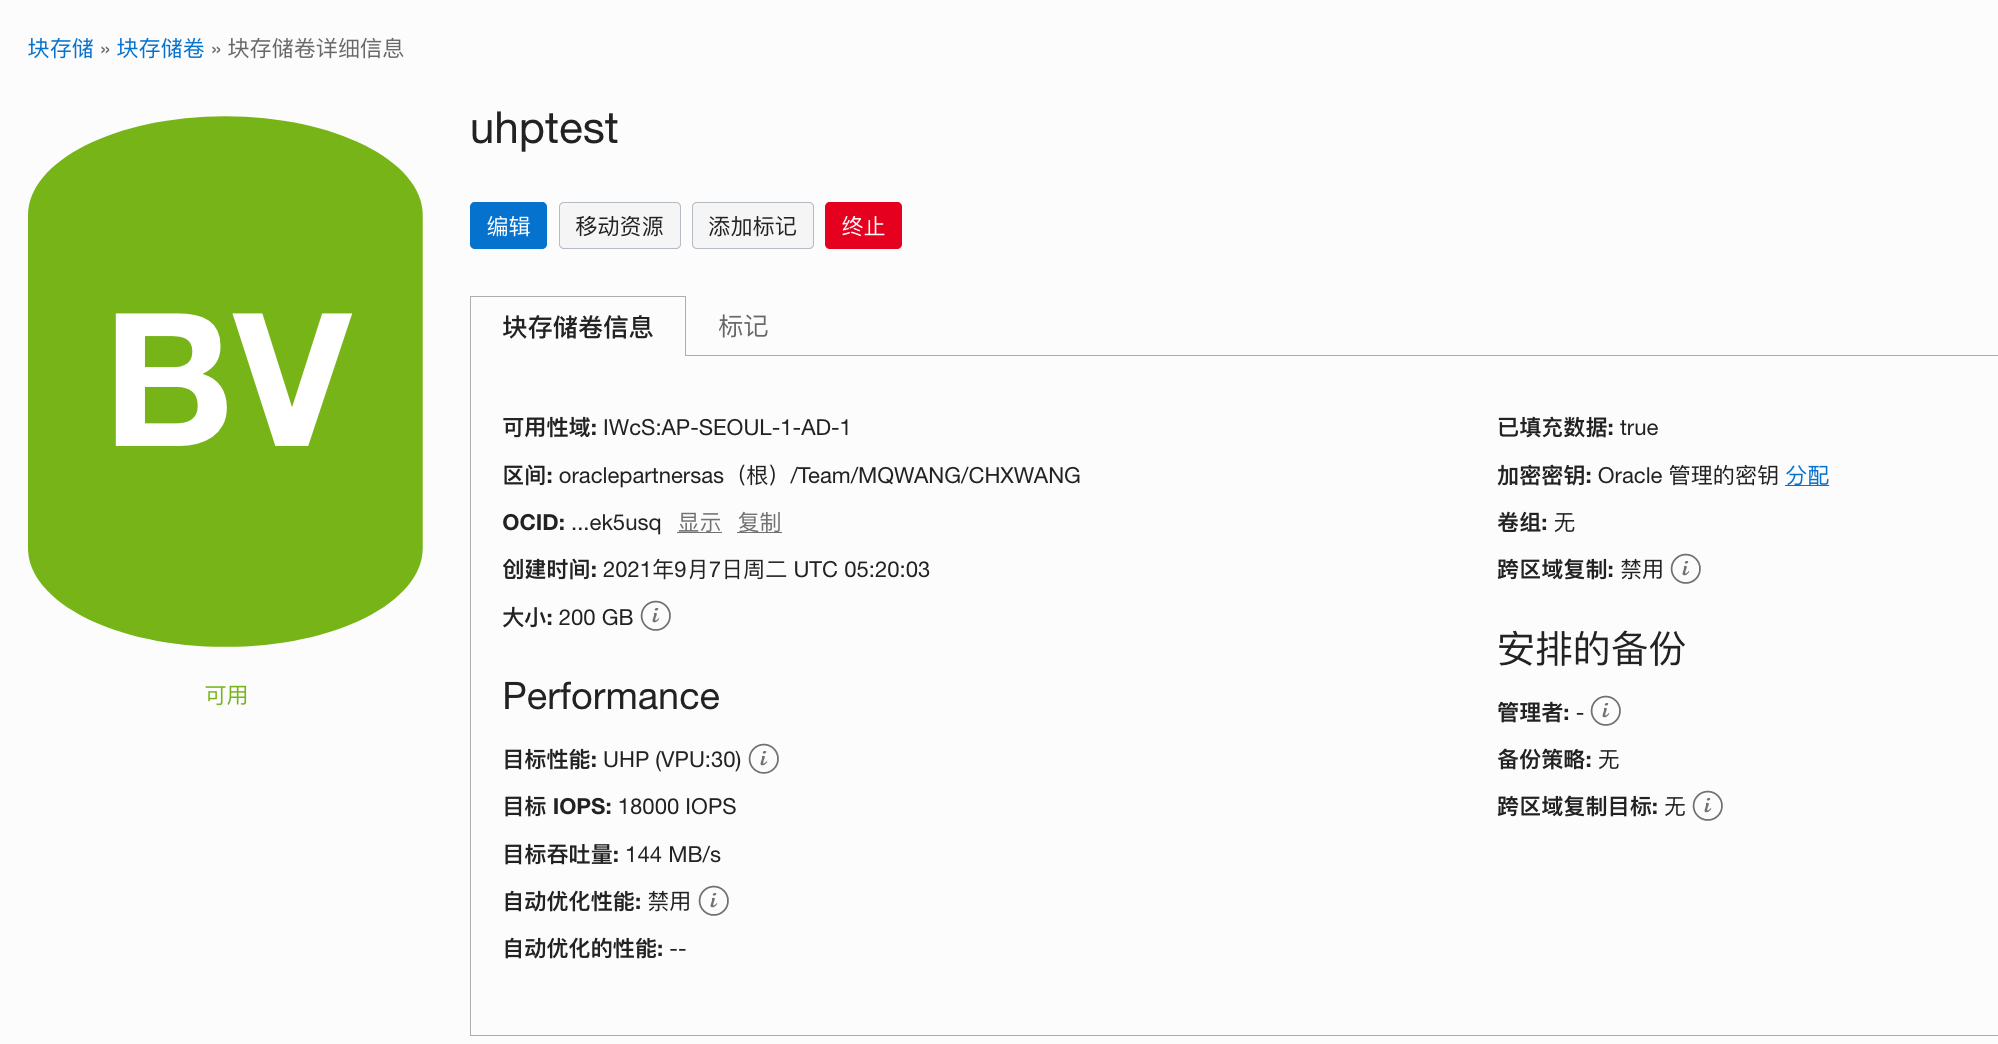 块存储 » 块存储卷 » 块存储卷详细信息
BV
可用
uhptest
编辑 移动资源 添加标记 终止
块存储卷信息 标记
可用性域: IWcS:AP-SEOUL-1-AD-1
区间: oraclepartnersas（根）/Team/MQWANG/CHXWANG
OCID: ...ek5usq 显示 复制
创建时间: 2021年9月7日周二 UTC 05:20:03
大小: 200 GB i
Performance
目标性能: UHP (VPU:30) i
目标 IOPS: 18000 IOPS
目标吞吐量: 144 MB/s
自动优化性能: 禁用 i
自动优化的性能: --
已填充数据: true
加密密钥: Oracle 管理的密钥 分配
卷组: 无
跨区域复制: 禁用 i
安排的备份
管理者: - i
备份策略: 无
跨区域复制目标: 无 i